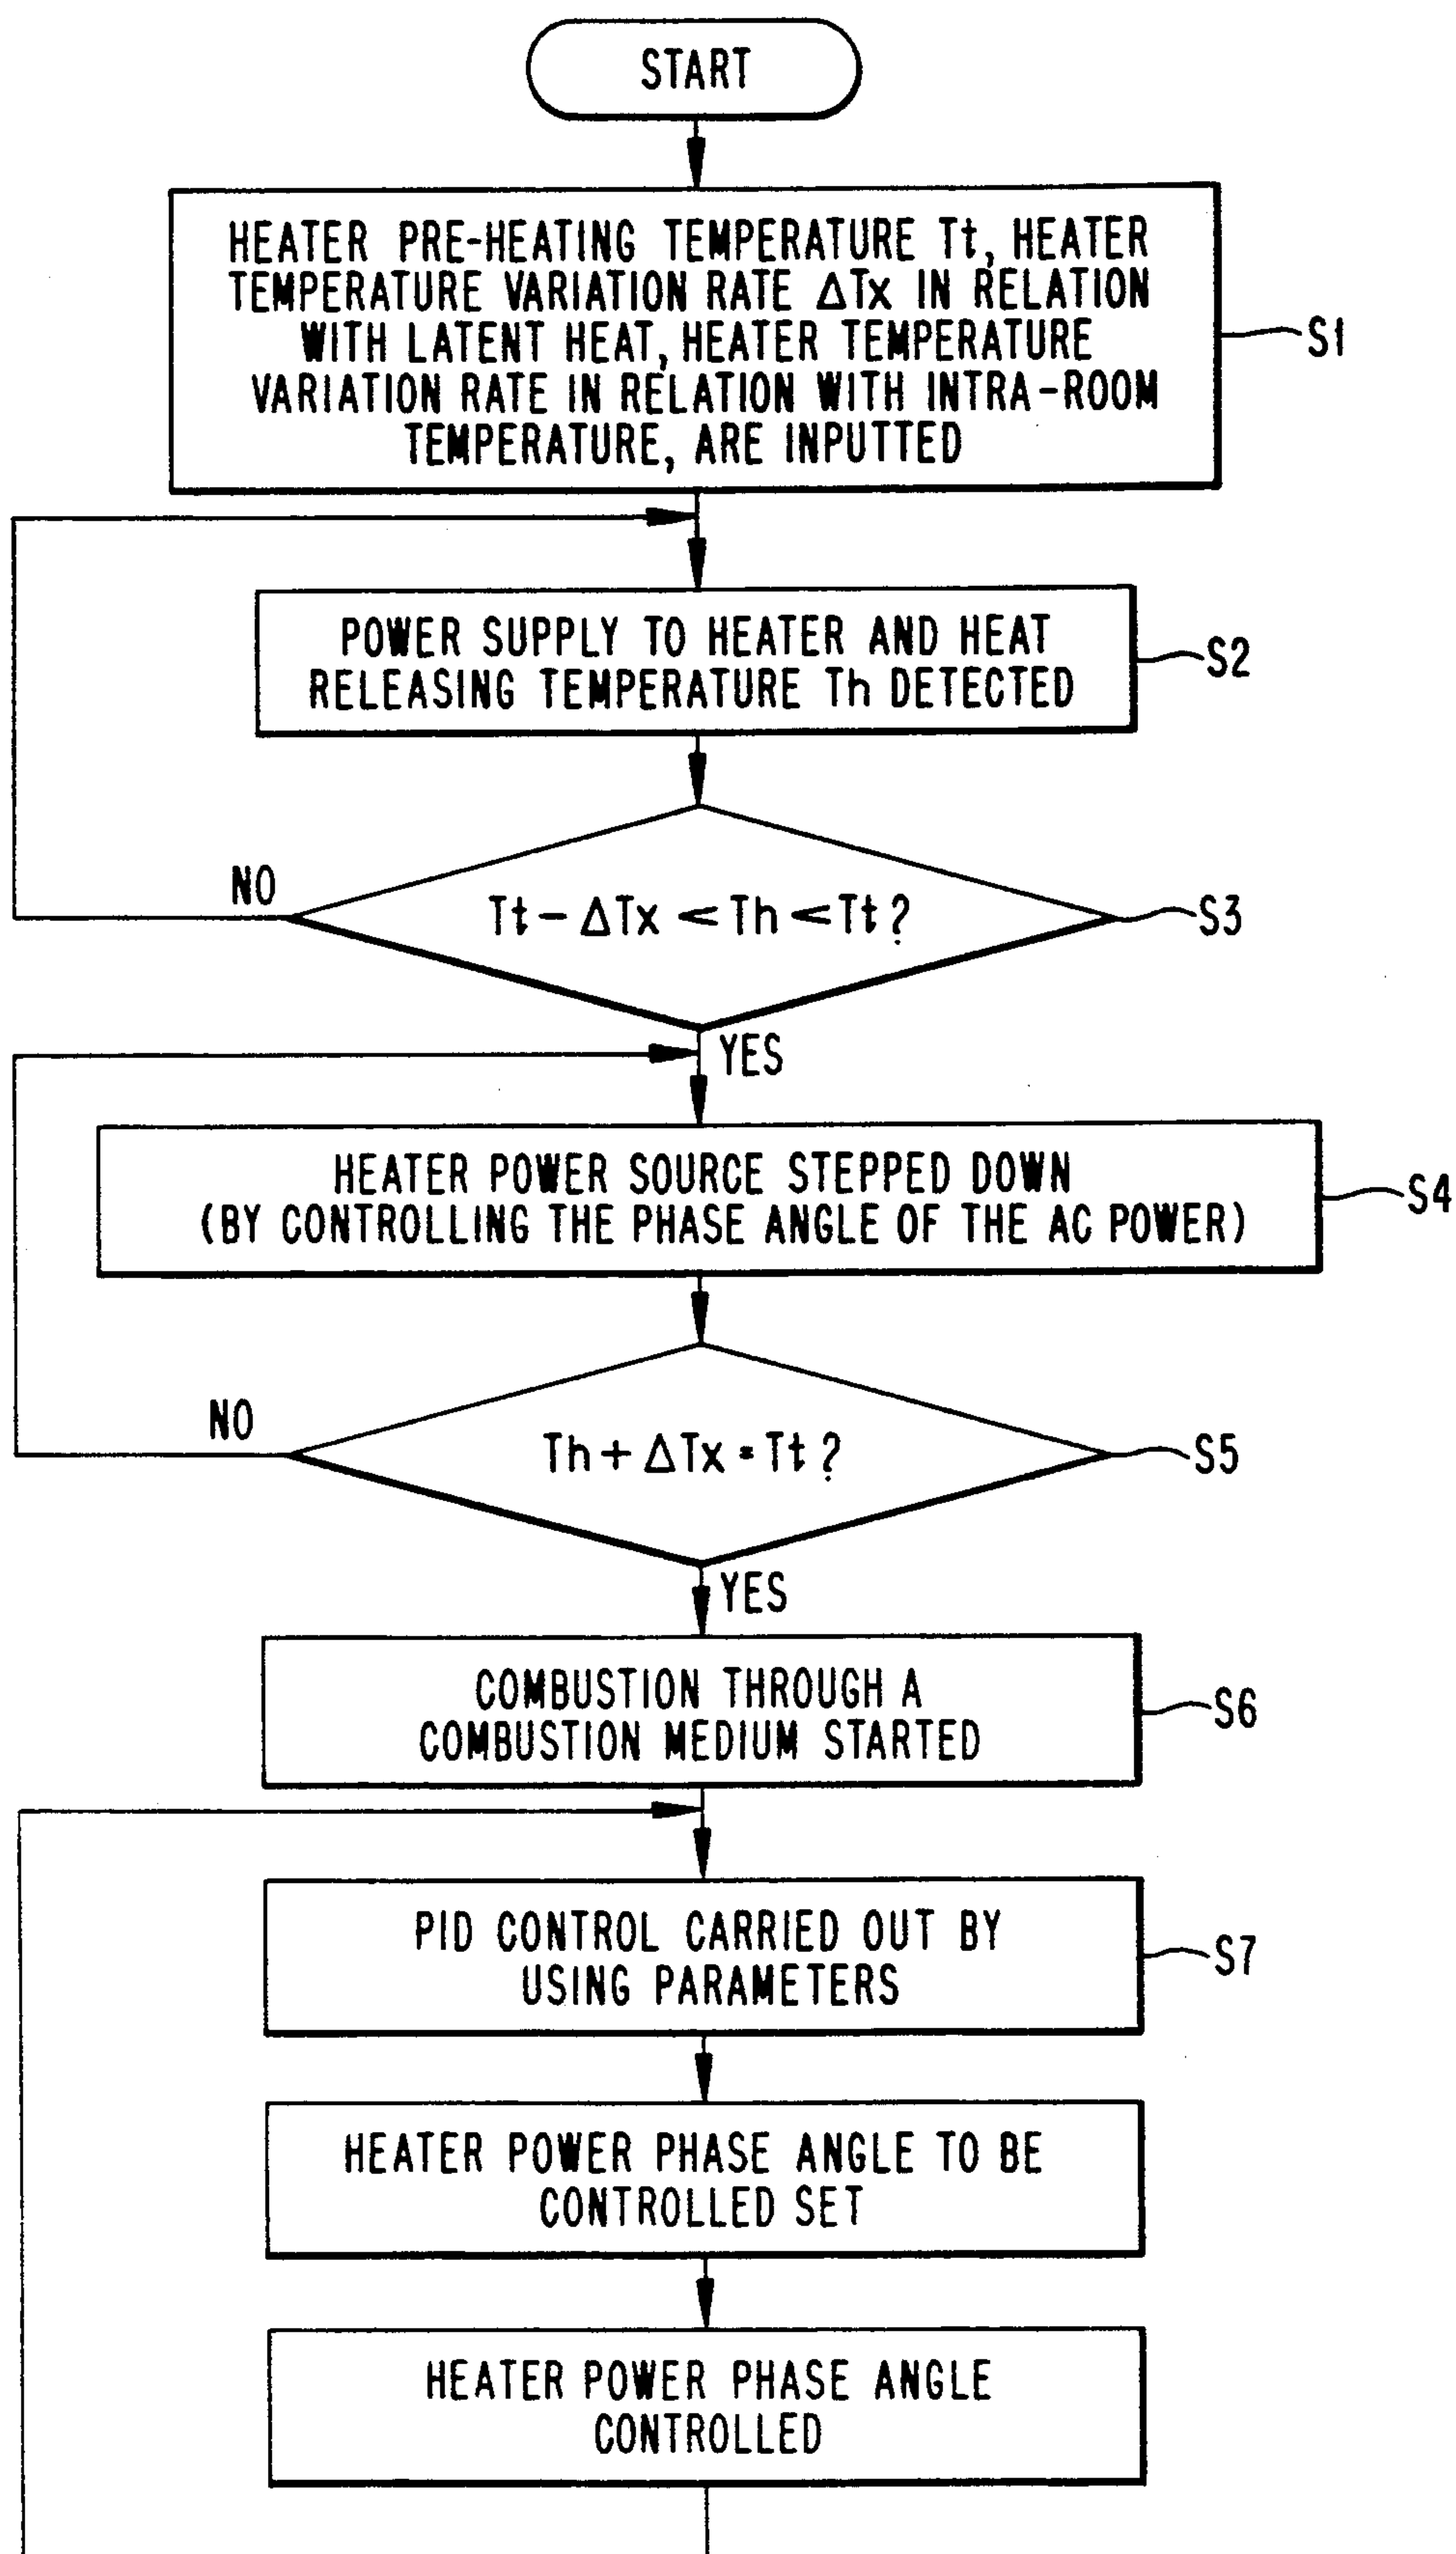 START
HEATER PRE-HEATING TEMPERATURE Tt, HEATER
TEMPERATURE VARIATION RATE ΔTx IN RELATION
WITH LATENT HEAT, HEATER TEMPERATURE
VARIATION RATE IN RELATION WITH INTRA-ROOM
TEMPERATURE, ARE INPUTTED
S1
POWER SUPPLY TO HEATER AND HEAT
RELEASING TEMPERATURE Th DETECTED
S2
NO
Tt - ΔTx < Th < Tt?
S3
YES
HEATER POWER SOURCE STEPPED DOWN
(BY CONTROLLING THE PHASE ANGLE OF THE AC POWER)
S4
NO
Th + ΔTx = Tt?
S5
YES
COMBUSTION THROUGH A
COMBUSTION MEDIUM STARTED
S6
PID CONTROL CARRIED OUT BY
USING PARAMETERS
S7
HEATER POWER PHASE ANGLE TO BE
CONTROLLED SET
HEATER POWER PHASE ANGLE
CONTROLLED